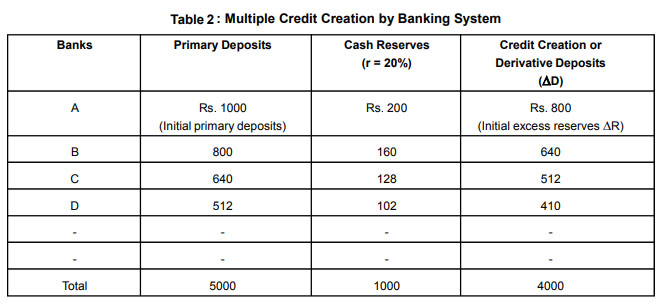 Table 2 : Multiple Credit Creation by Banking System
Banks Primary Deposits Cash Reserves Credit Creation or
(r = 20%) Derivative Deposits
(ΔD)
A Rs. 1000 Rs. 200 Rs. 800
(Initial primary deposits) (Initial excess reserves ΔR)
B 800 160 640
C 640 128 512
D 512 102 410
- - - -
- - - -
Total 5000 1000 4000